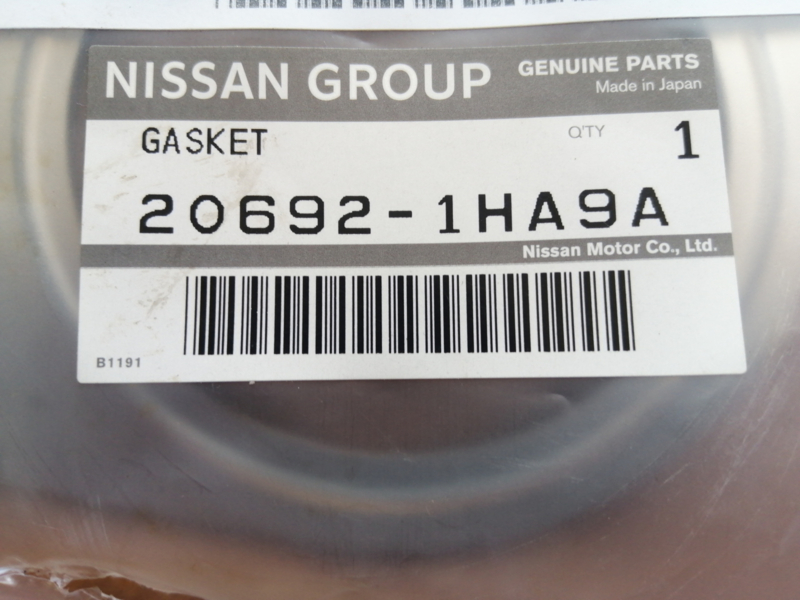 NISSAN GROUP
GENUINE PARTS
Made in Japan
GASKET
Q'TY 1
20692-1HA9A
Nissan Motor Co., Ltd.
B1191